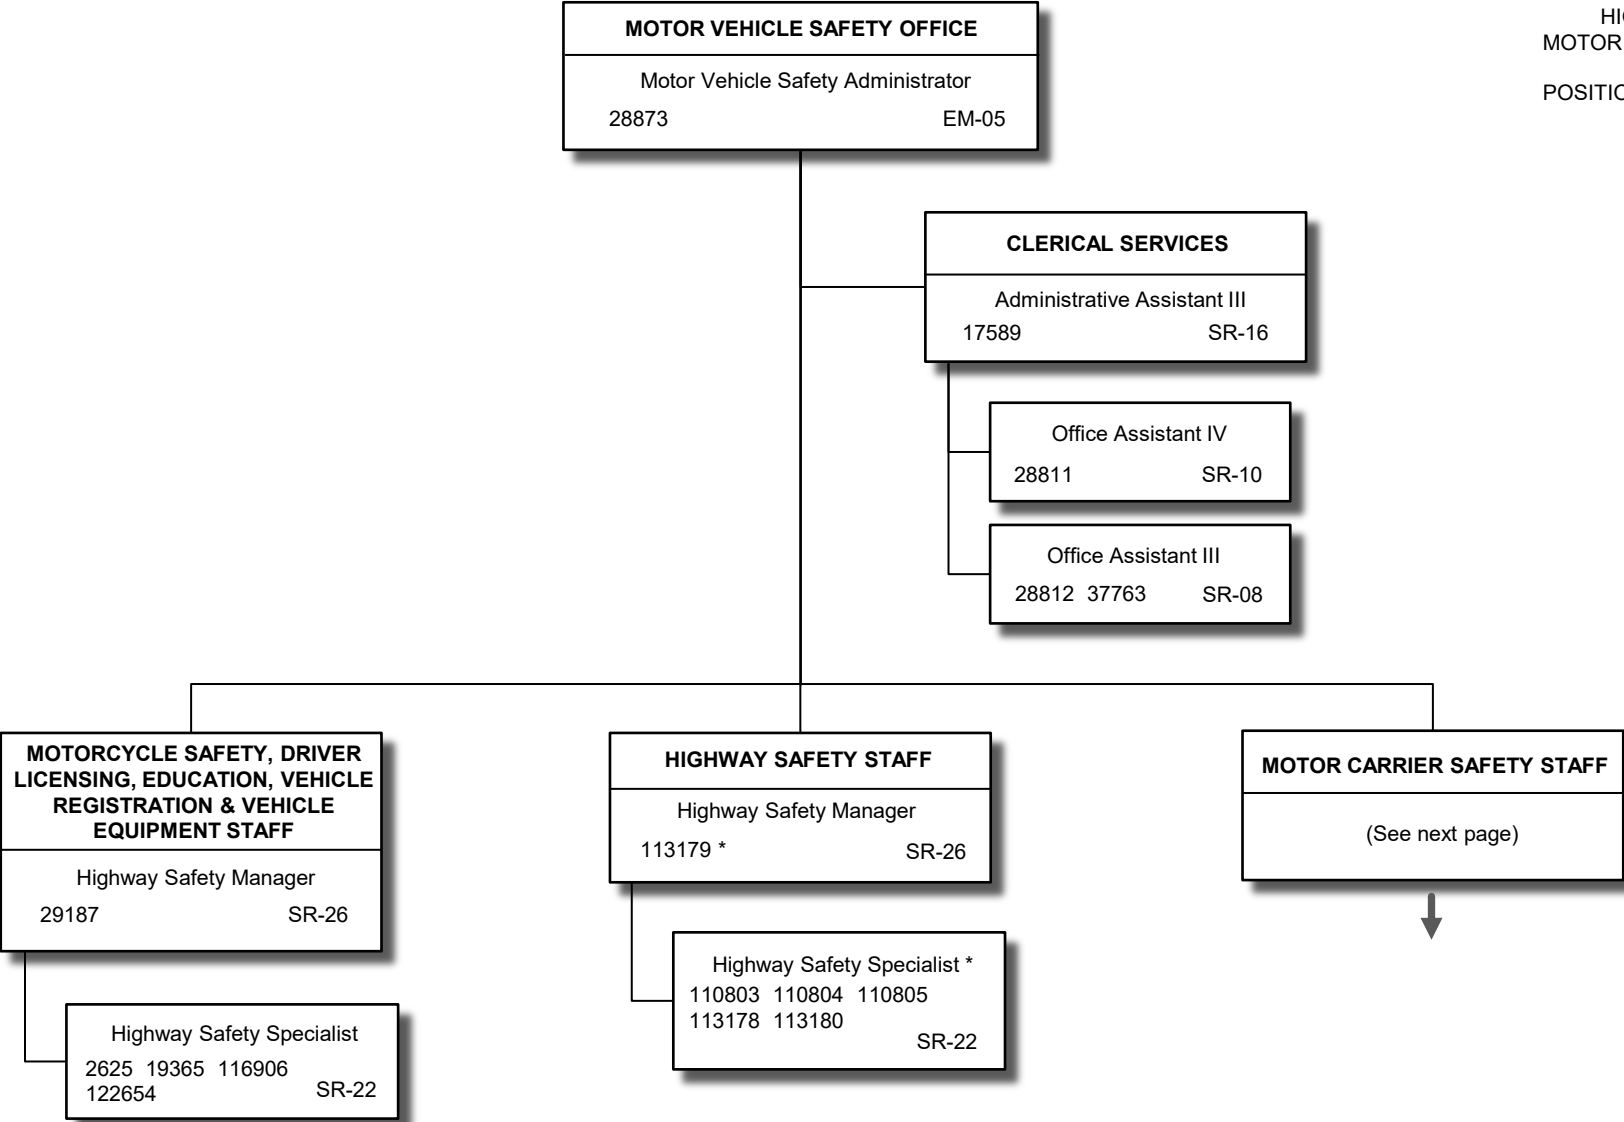 MOTOR VEHICLE SAFETY OFFICE
Motor Vehicle Safety Administrator
28873 EM-05
MOTOR
CLERICAL SERVICES
Administrative Assistant III
17589 SR-16
Office Assistant IV
28811 SR-10
Office Assistant III
28812 37763 SR-08
MOTORCYCLE SAFETY, DRIVER
LICENSING, EDUCATION, VEHICLE
REGISTRATION & VEHICLE
EQUIPMENT STAFF
Highway Safety Manager
29187 SR-26
Highway Safety Specialist
2625 19365 116906
122654 SR-22
HIGHWAY SAFETY STAFF
Highway Safety Manager
113179 * SR-26
Highway Safety Specialist *
110803 110804 110805
113178 113180
SR-22
MOTOR CARRIER SAFETY STAFF
(See next page)